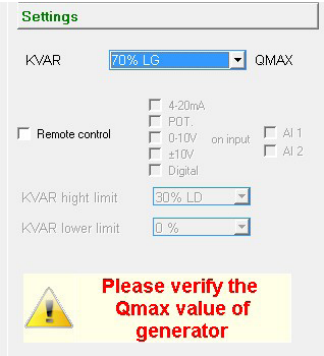 Settings
KVAR 70% LG QMAX
4-20mA
POT.
Remote control 0-10V on input AI 1
±10V AI 2
Digital
KVAR hight limit 30% LD
KVAR lower limit 0 %
Please verify the
Qmax value of
generator